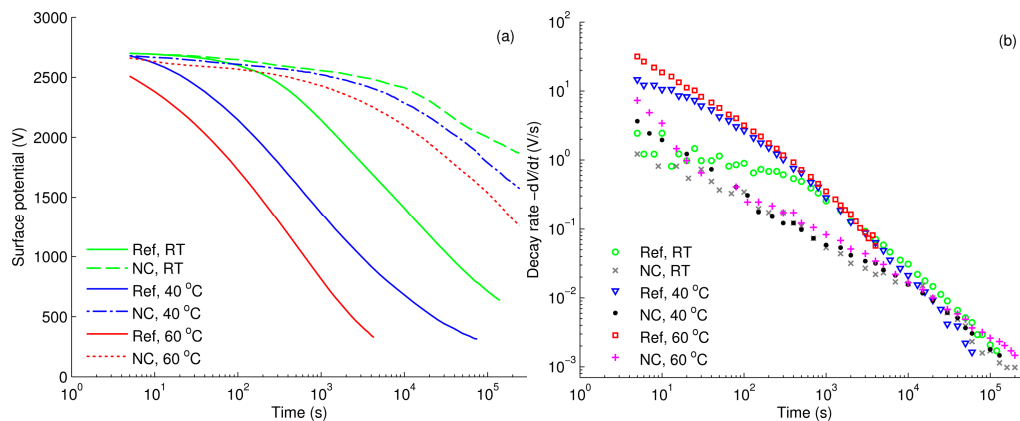 (a)
Surface potential (V)
3000
2500
2000
1500
1000
500
0
Ref, RT
NC, RT
Ref, 40 °C
NC, 40 °C
Ref, 60 °C
NC, 60 °C
10^0 10^1 10^2 10^3 10^4 10^5
Time (s)
(b)
Decay rate −dV/dt (V/s)
10^2
10^1
10^0
10^−1
10^−2
10^−3
Ref, RT
NC, RT
Ref, 40 °C
NC, 40 °C
Ref, 60 °C
NC, 60 °C
10^0 10^1 10^2 10^3 10^4 10^5
Time (s)